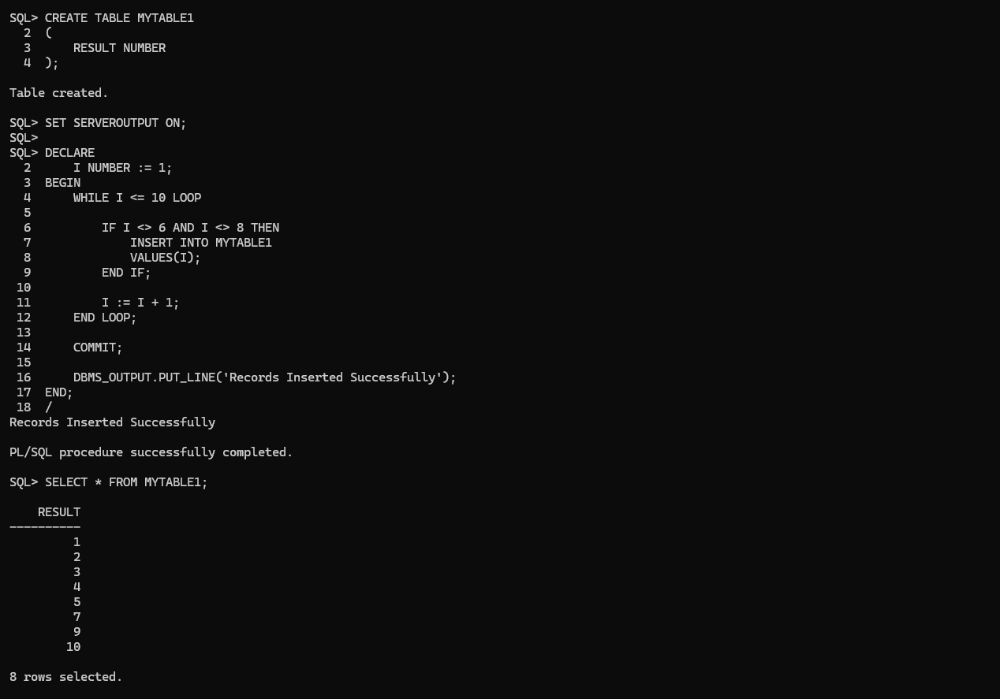 SQL> CREATE TABLE MYTABLE1
  2  (
  3      RESULT NUMBER
  4  );
Table created.
SQL> SET SERVEROUTPUT ON;
SQL>
SQL> DECLARE
  2      I NUMBER := 1;
  3  BEGIN
  4      WHILE I <= 10 LOOP
  5
  6          IF I <> 6 AND I <> 8 THEN
  7              INSERT INTO MYTABLE1
  8              VALUES(I);
  9          END IF;
 10
 11          I := I + 1;
 12      END LOOP;
 13
 14      COMMIT;
 15
 16      DBMS_OUTPUT.PUT_LINE('Records Inserted Successfully');
 17  END;
 18  /
Records Inserted Successfully
PL/SQL procedure successfully completed.
SQL> SELECT * FROM MYTABLE1;
    RESULT
----------
         1
         2
         3
         4
         5
         7
         9
        10
8 rows selected.